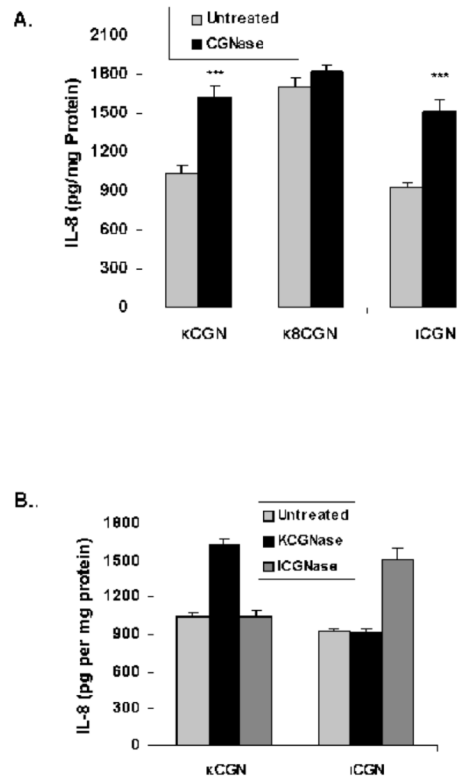 A.
Untreated
CGNase
IL-8 (pg/mg Protein)
2100
1800
1500
1200
900
600
300
0
***
***
κCGN
κ8CGN
ιCGN
B..
Untreated
KCGNase
ICGNase
IL-8 (pg per mg protein)
1800
1500
1200
900
600
300
0
κCGN
ιCGN